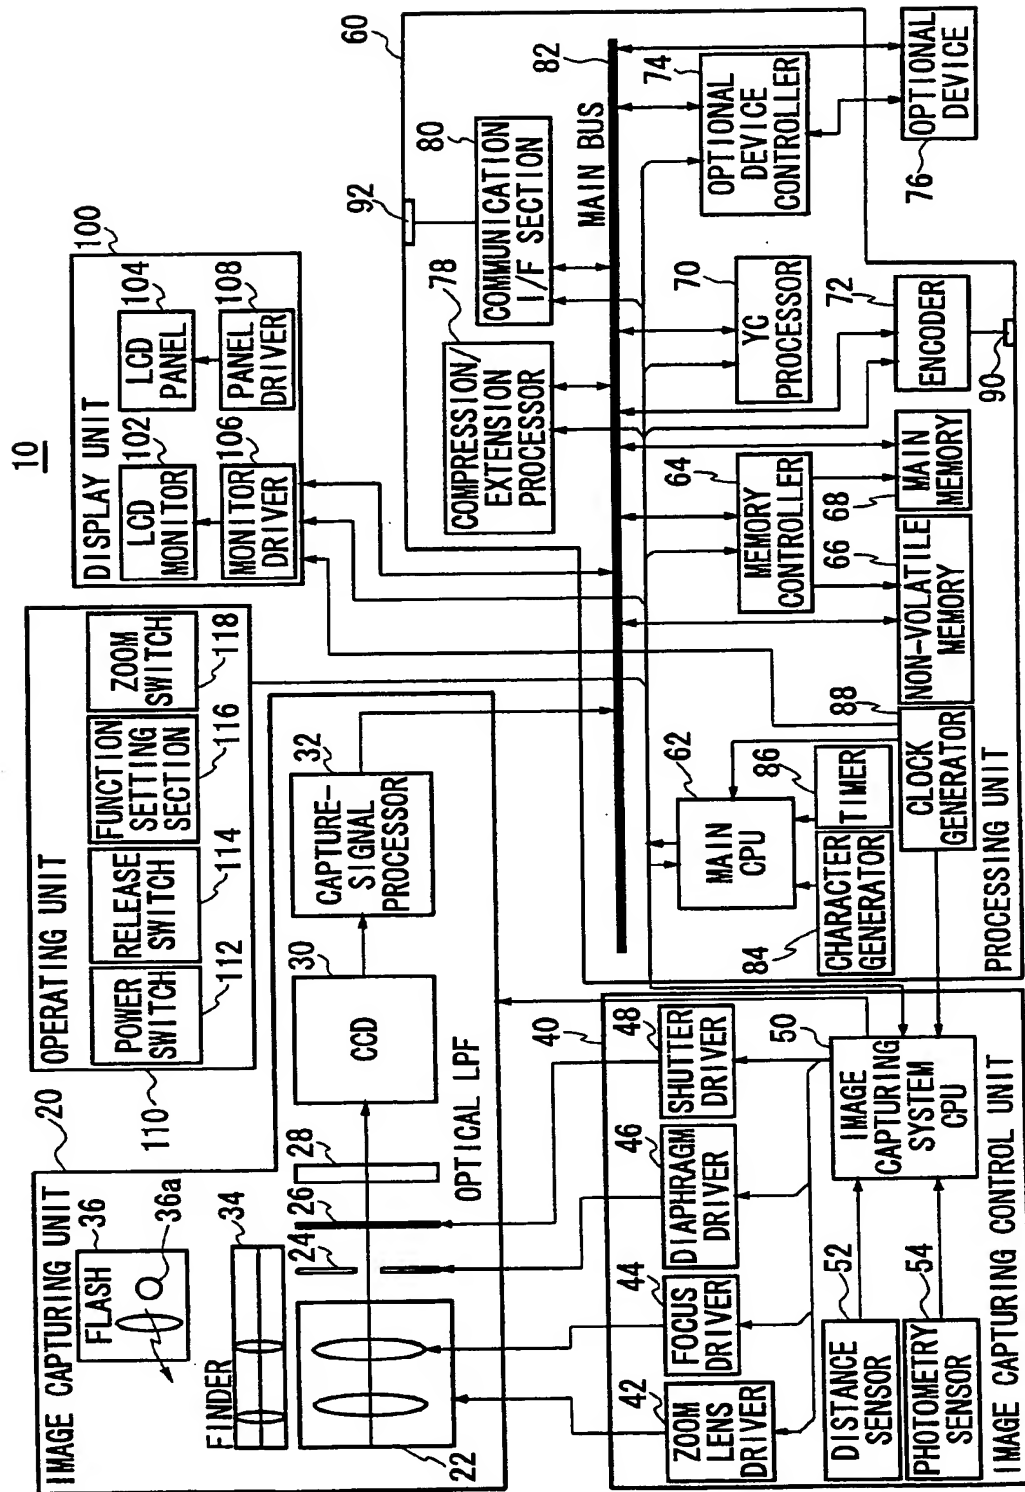 10
IMAGE CAPTURING UNIT
20
FLASH
36
36a
FINDER
34
22
24
26
28
OPTICAL LPF
CCD
30
CAPTURE-
SIGNAL
PROCESSOR
32
OPERATING UNIT
110
POWER
SWITCH
112
RELEASE
SWITCH
114
FUNCTION
SETTING
SECTION
116
ZOOM
SWITCH
118
DISPLAY UNIT
100
LCD
MONITOR
102
LCD
PANEL
104
MONITOR
DRIVER
106
PANEL
DRIVER
108
IMAGE CAPTURING CONTROL UNIT
40
ZOOM
LENS
DRIVER
42
FOCUS
DRIVER
44
DIAPHRAGM
DRIVER
46
SHUTTER
DRIVER
48
IMAGE
CAPTURING
SYSTEM
CPU
50
DISTANCE
SENSOR
52
PHOTOMETRY
SENSOR
54
PROCESSING UNIT
60
COMPRESSION/
EXTENSION
PROCESSOR
78
COMMUNICATION
I/F SECTION
80
92
MAIN BUS
82
MAIN
CPU
62
CHARACTER
GENERATOR
84
TIMER
86
CLOCK
GENERATOR
88
MEMORY
CONTROLLER
64
NON-VOLATILE
MEMORY
66
MAIN
MEMORY
68
YC
PROCESSOR
70
ENCODER
72
90
OPTIONAL
DEVICE
CONTROLLER
74
OPTIONAL
DEVICE
76